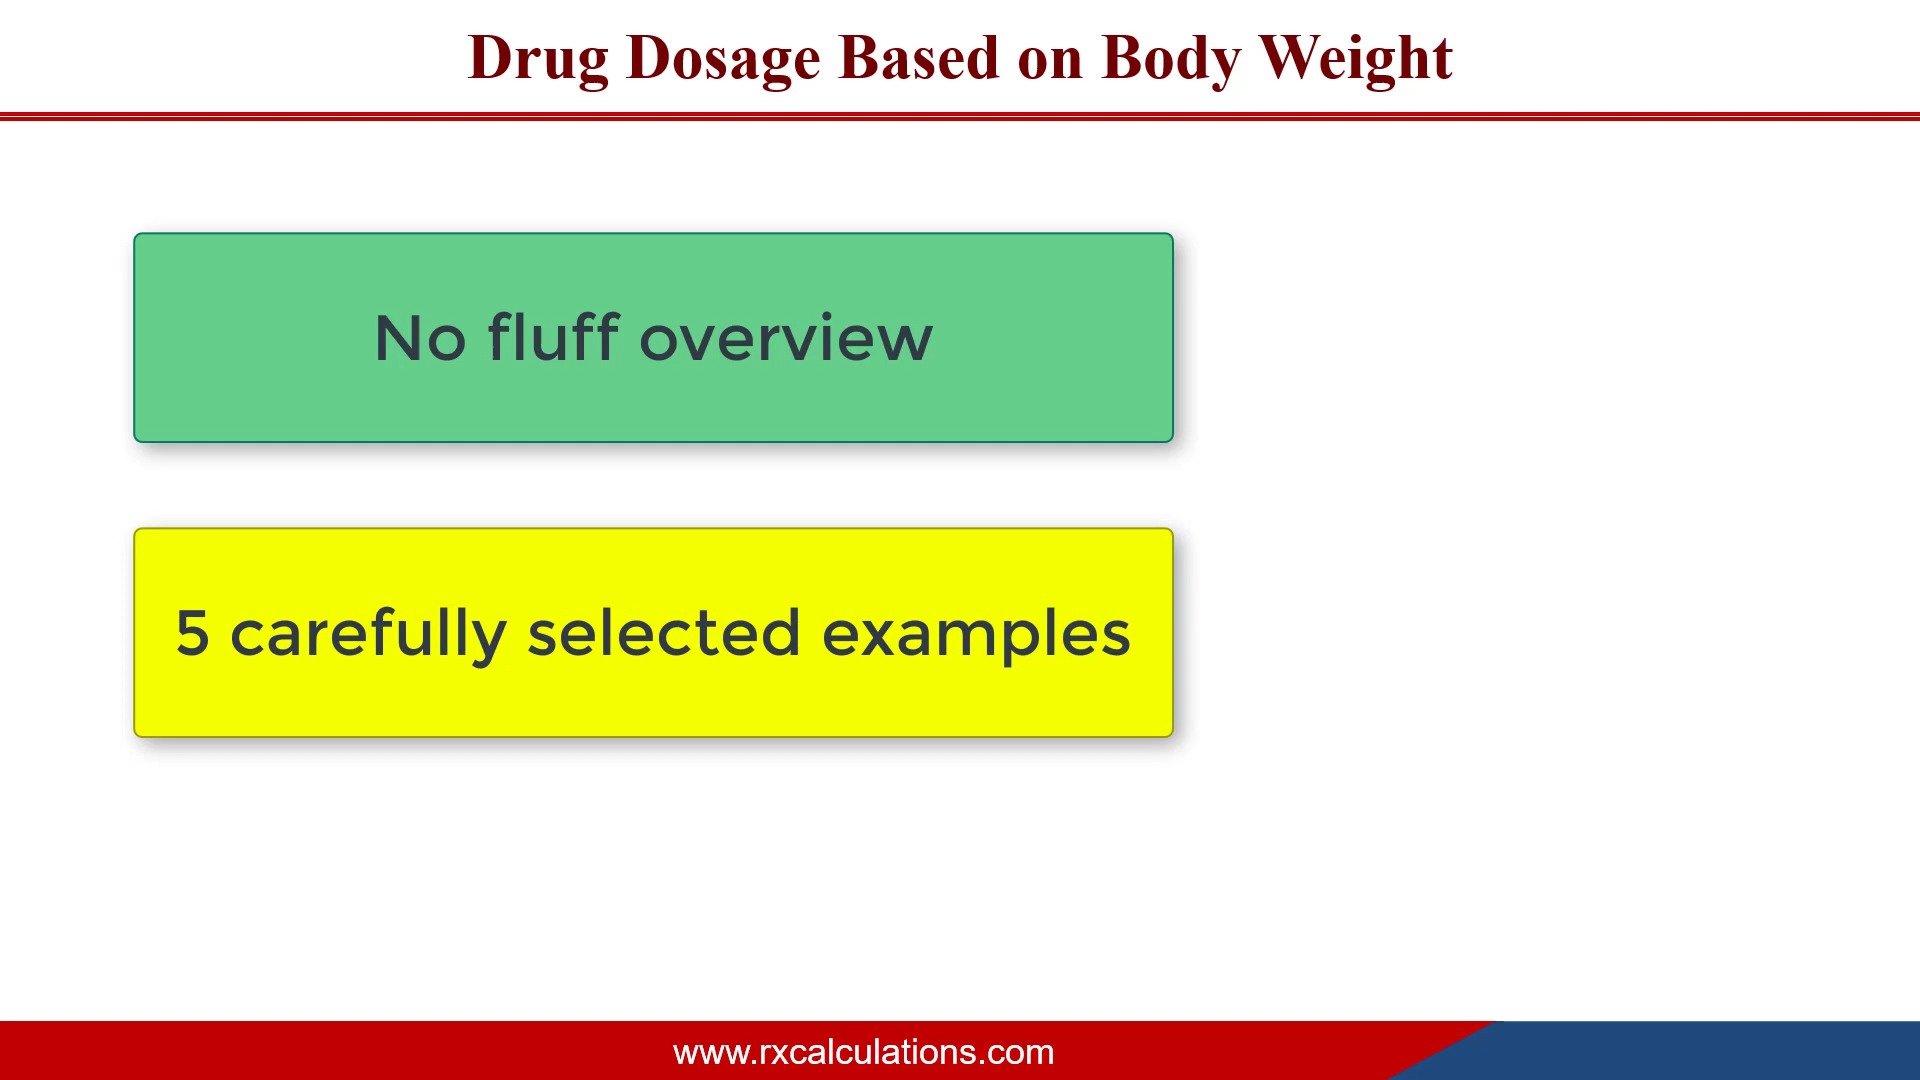 Drug Dosage Based on Body Weight
No fluff overview
5 carefully selected examples
www.rxcalculations.com